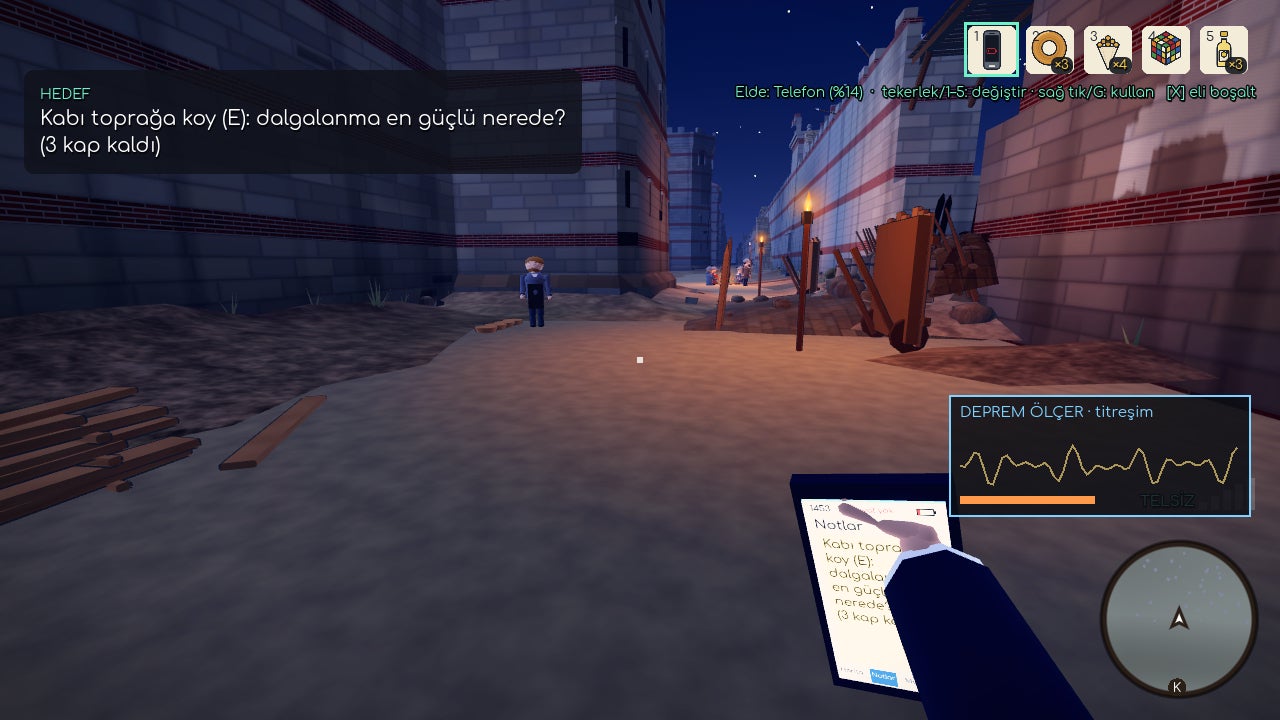 1 2 3 4 5
×3 ×4 ×3
Elde: Telefon (%14) · tekerlek/1–5: değiştir · sağ tık/G: kullan [X] eli boşalt
HEDEF
Kabı toprağa koy (E): dalgalanma en güçlü nerede?
(3 kap kaldı)
DEPREM ÖLÇER · titreşim
TELSİZ
1453
Notlar
Kabı topra
koy (E):
dalgala
en güç
nerede
(3 kap k
Notlar
K